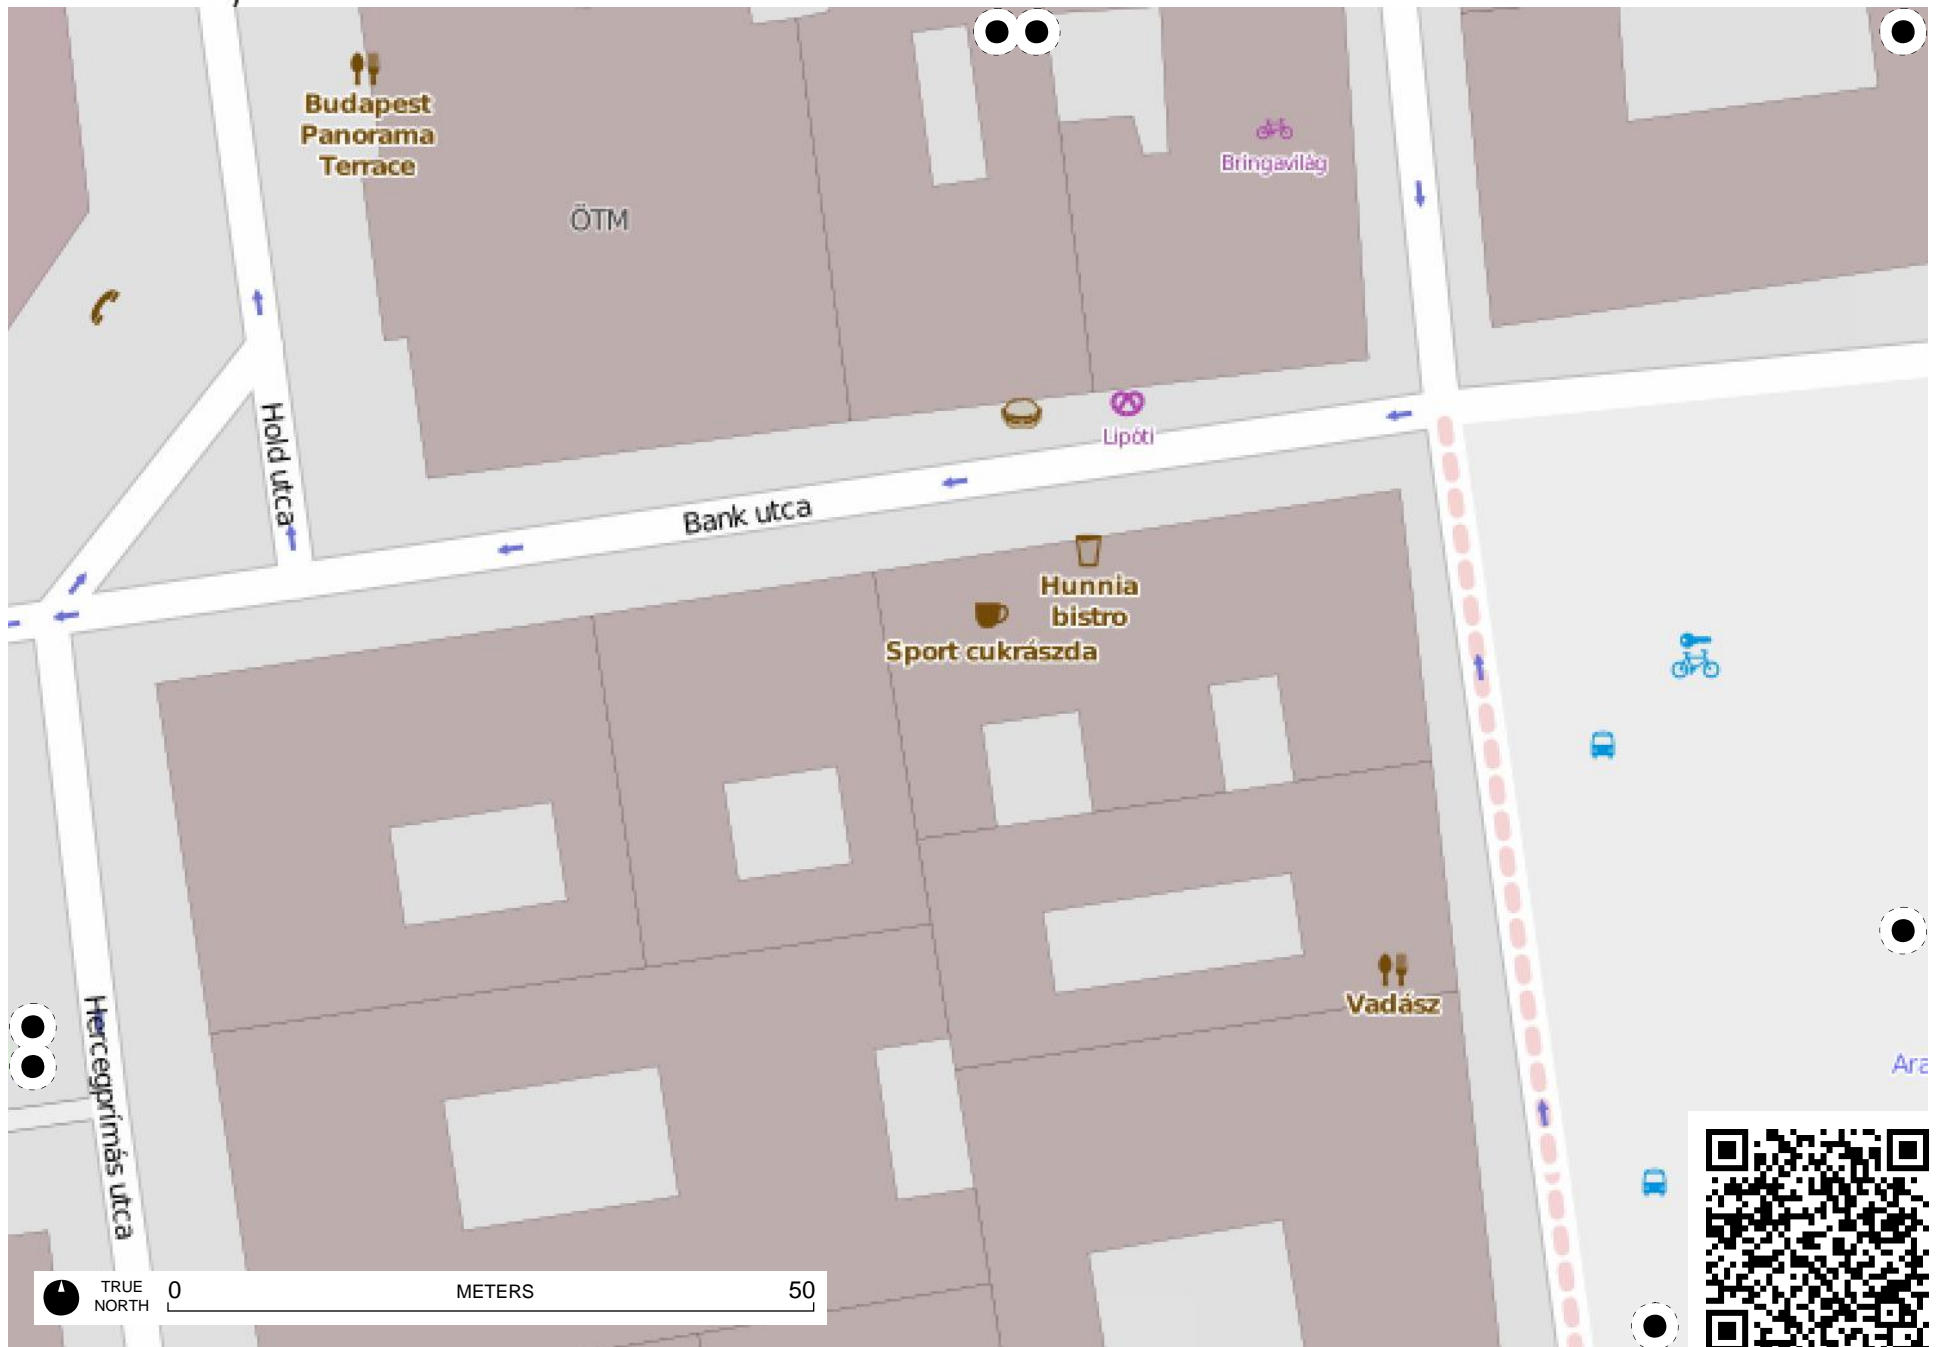 Budapest
Panorama
Terrace
Bringavilág
ÖTM
Hold utca
Lipóti
Bank utca
Hunnia
bistro
Sport cukrászda
Vadász
Hercegprímás utca
Ara
TRUE
NORTH
0 METERS 50